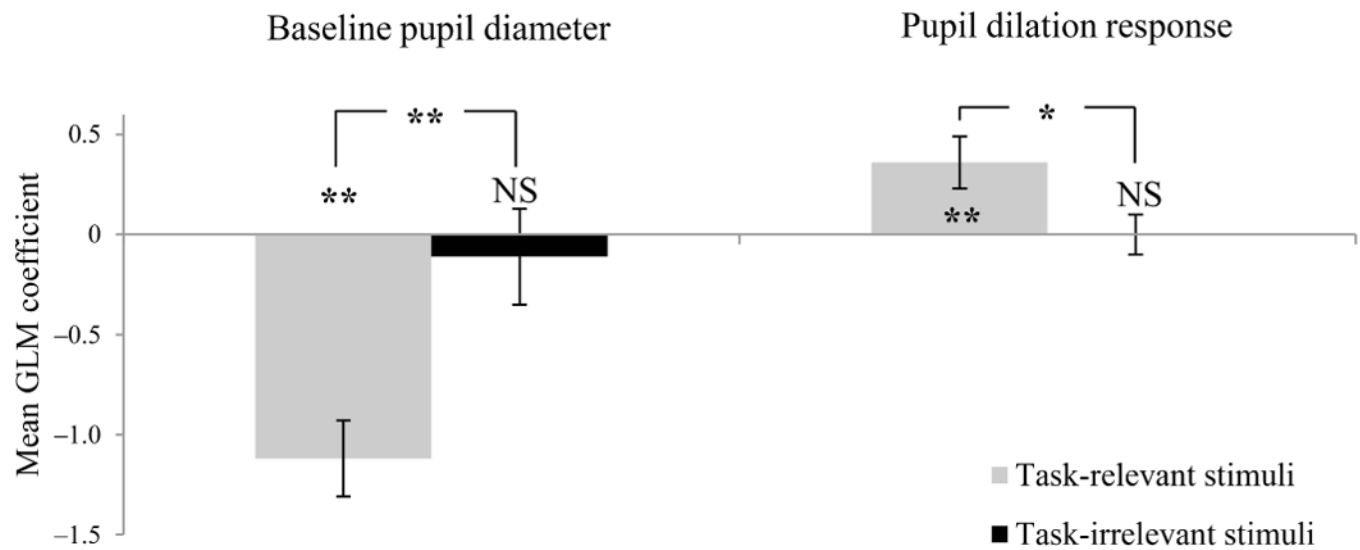 Baseline pupil diameter
Pupil dilation response
Mean GLM coefficient
0.5
0
–0.5
–1.0
–1.5
**
**
NS
*
**
NS
Task-relevant stimuli
Task-irrelevant stimuli